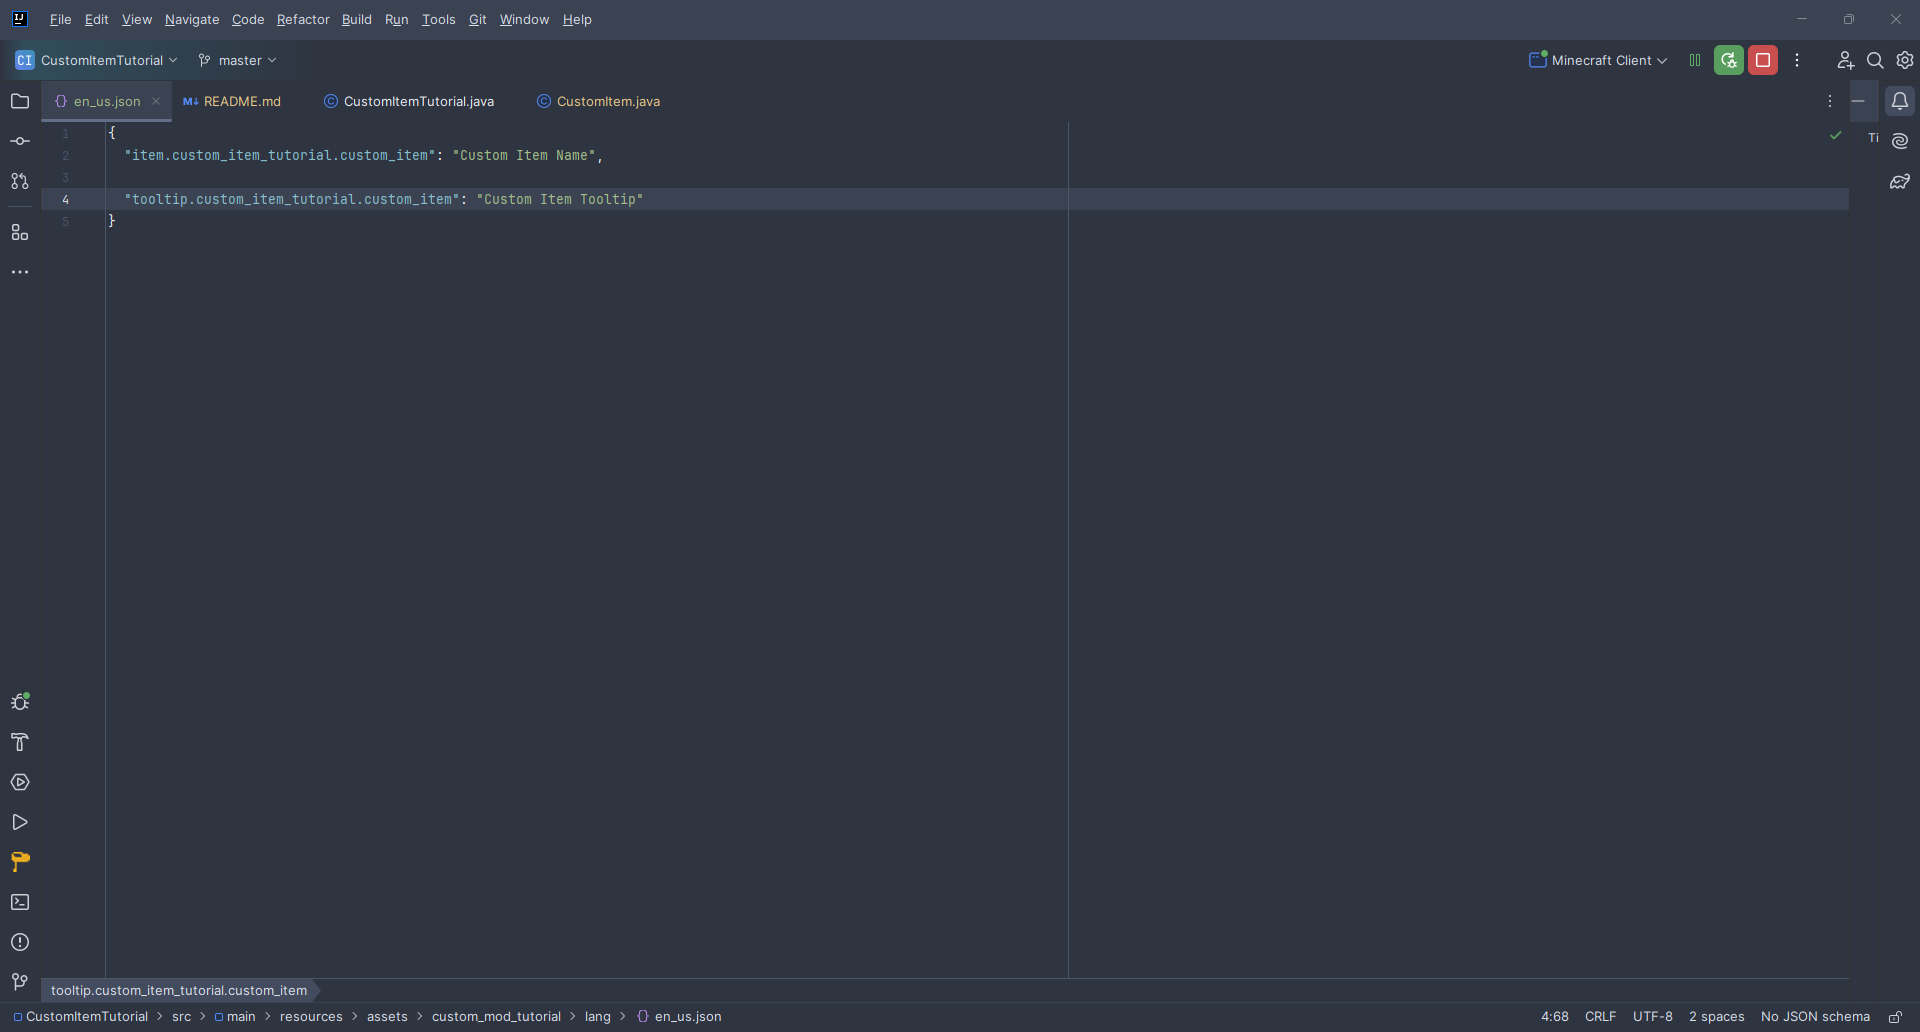 File Edit View Navigate Code Refactor Build Run Tools Git Window Help
CI CustomItemTutorial master Minecraft Client
en_us.json README.md CustomItemTutorial.java CustomItem.java
1 {
2 "item.custom_item_tutorial.custom_item": "Custom Item Name",
Ti
3
4 "tooltip.custom_item_tutorial.custom_item": "Custom Item Tooltip"
5 }
tooltip.custom_item_tutorial.custom_item
CustomItemTutorial > src > main > resources > assets > custom_mod_tutorial > lang > {} en_us.json 4:68 CRLF UTF-8 2 spaces No JSON schema